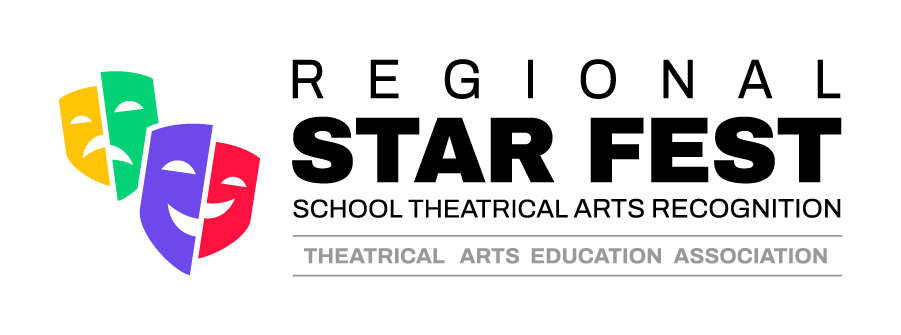 REGIONAL
STAR FEST
SCHOOL THEATRICAL ARTS RECOGNITION
THEATRICAL ARTS EDUCATION ASSOCIATION